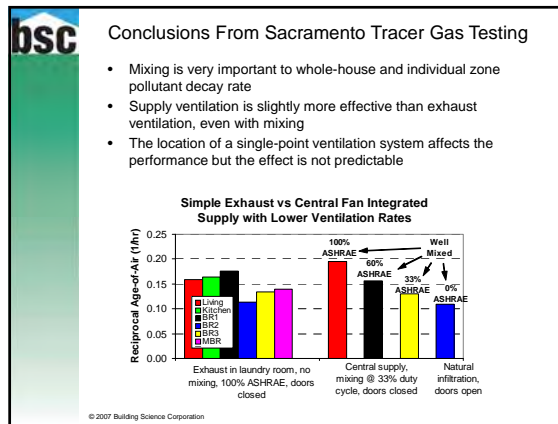 bsc
Conclusions From Sacramento Tracer Gas Testing
• Mixing is very important to whole-house and individual zone
pollutant decay rate
• Supply ventilation is slightly more effective than exhaust
ventilation, even with mixing
• The location of a single-point ventilation system affects the
performance but the effect is not predictable
Simple Exhaust vs Central Fan Integrated
Supply with Lower Ventilation Rates
Reciprocal Age-of-Air (1/hr)
0.25
0.20
0.15
0.10
0.05
0.00
Living
Kitchen
BR1
BR2
BR3
MBR
100%
ASHRAE
60%
ASHRAE
33%
ASHRAE
0%
ASHRAE
Well
Mixed
Exhaust in laundry room, no
mixing, 100% ASHRAE, doors
closed
Central supply,
mixing @ 33% duty
cycle, doors closed
Natural
infiltration,
doors open
© 2007 Building Science Corporation